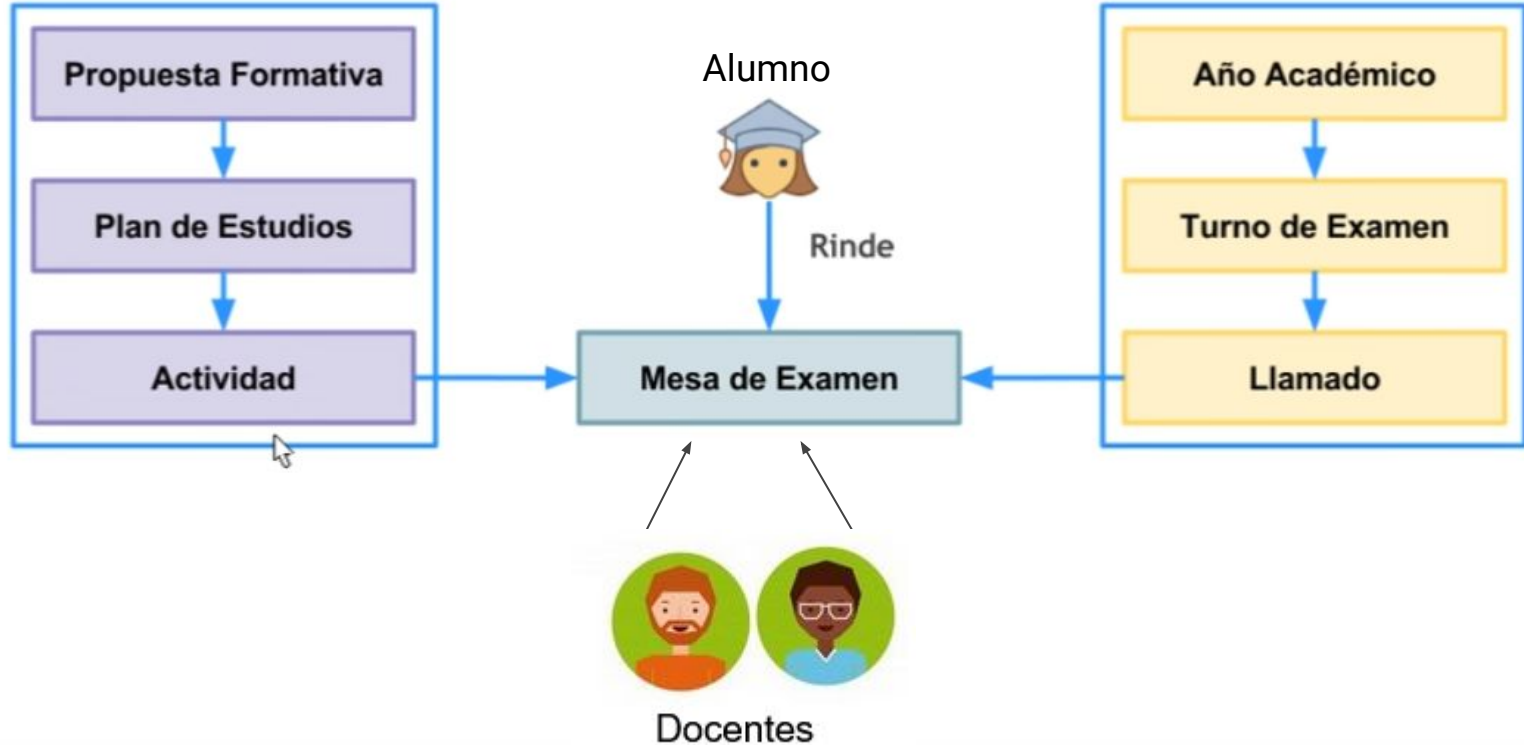 Propuesta Formativa
Plan de Estudios
Actividad
Alumno
Rinde
Mesa de Examen
Docentes
Año Académico
Turno de Examen
Llamado